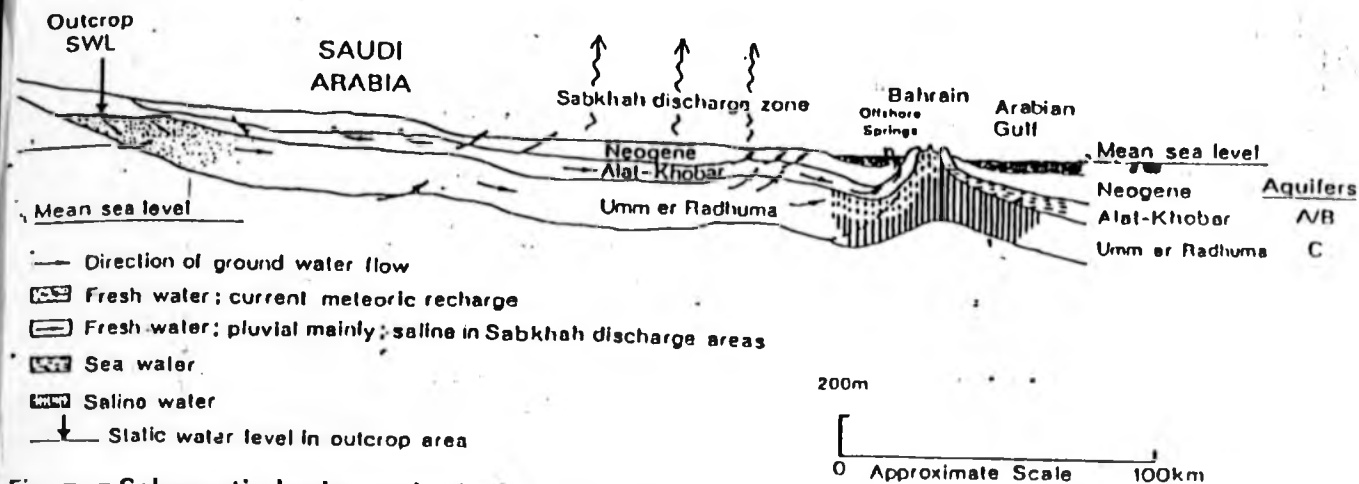 Outcrop
SWL
SAUDI
ARABIA
Sabkhah discharge zone
Bahrain
Offshore
Springs
Arabian
Gulf
Mean sea level
Neogene
Alat-Khobar
Umm er Radhuma
Neogene
Alat-Khobar
Umm er Radhuma
Aquifers
A/B
C
Mean sea level
Direction of ground water flow
Fresh water; current meteoric recharge
Fresh water; pluvial mainly; saline in Sabkhah discharge areas
Sea water
Saline water
Static water level in outcrop area
200m
0 Approximate Scale 100km